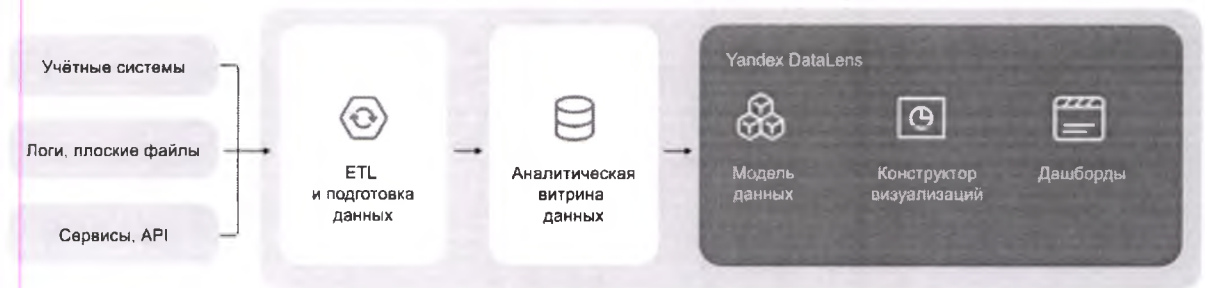 Учётные системы
Логи, плоские файлы
Сервисы, API
ETL
и подготовка
данных
Аналитическая
витрина
данных
Yandex DataLens
Модель
данных
Конструктор
визуализаций
Дашборды